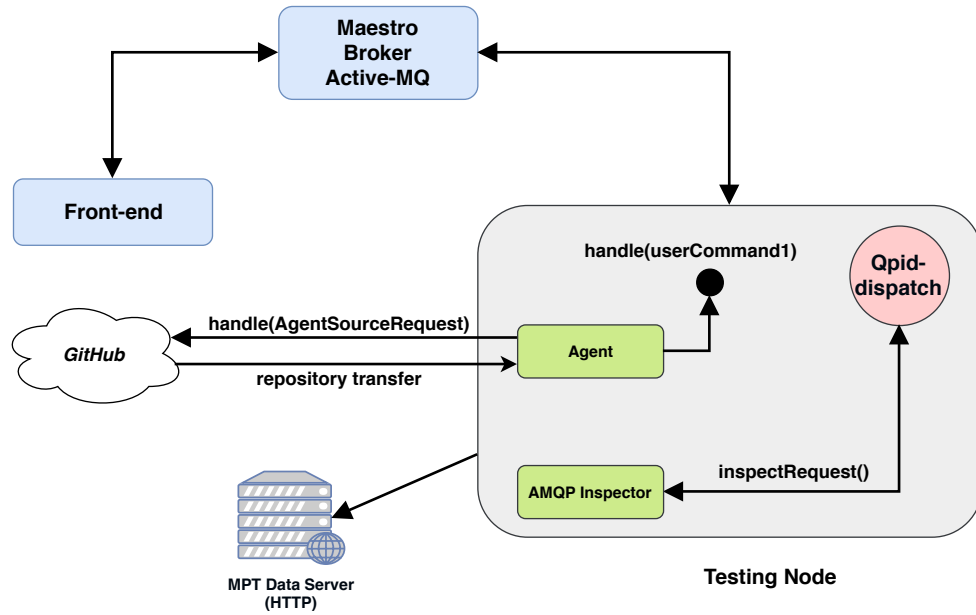 Maestro
Broker
Active-MQ
Front-end
handle(userCommand1)
Qpid-
dispatch
handle(AgentSourceRequest)
GitHub
Agent
repository transfer
inspectRequest()
AMQP Inspector
MPT Data Server
(HTTP)
Testing Node